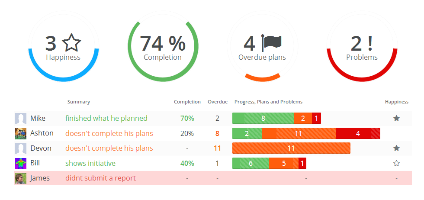 3 74 % 4 2 !
Happiness Completion Overdue plans Problems
Summary Completion Overdue Progress, Plans and Problems Happiness
Mike finished what he planned 70% 2 8 2 1
Ashton doesn't complete his plans 20% 8 2 11 4
Devon doesn't complete his plans - 11 11
Bill shows initiative 40% 1 6 5 1
James didnt submit a report - - - -